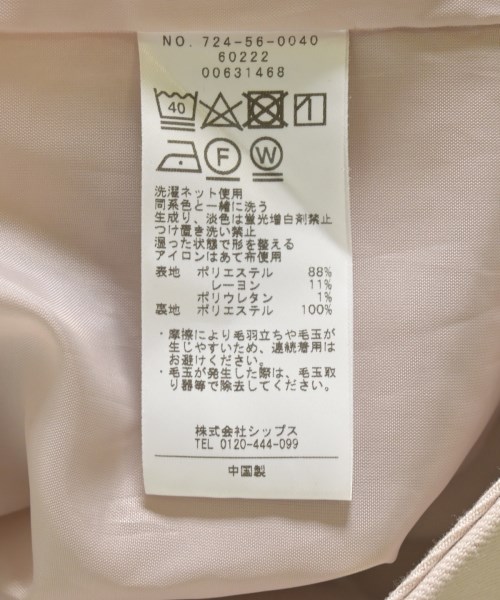 NO. 724-56-0040
60222
00631468
40
F W
洗濯ネット使用
同系色と一緒に洗う
生成り、淡色は蛍光増白剤禁止
つけ置き洗い禁止
湿った状態で形を整える
アイロンはあて布使用
表地 ポリエステル 88%
レーヨン 11%
ポリウレタン 1%
裏地 ポリエステル 100%
・摩擦により毛羽立ちや毛玉が
生じやすいため、連続着用は
お避けください。
・毛玉が発生した際は、毛玉取
り器等で除去してください。
株式会社シップス
TEL 0120-444-099
中国製